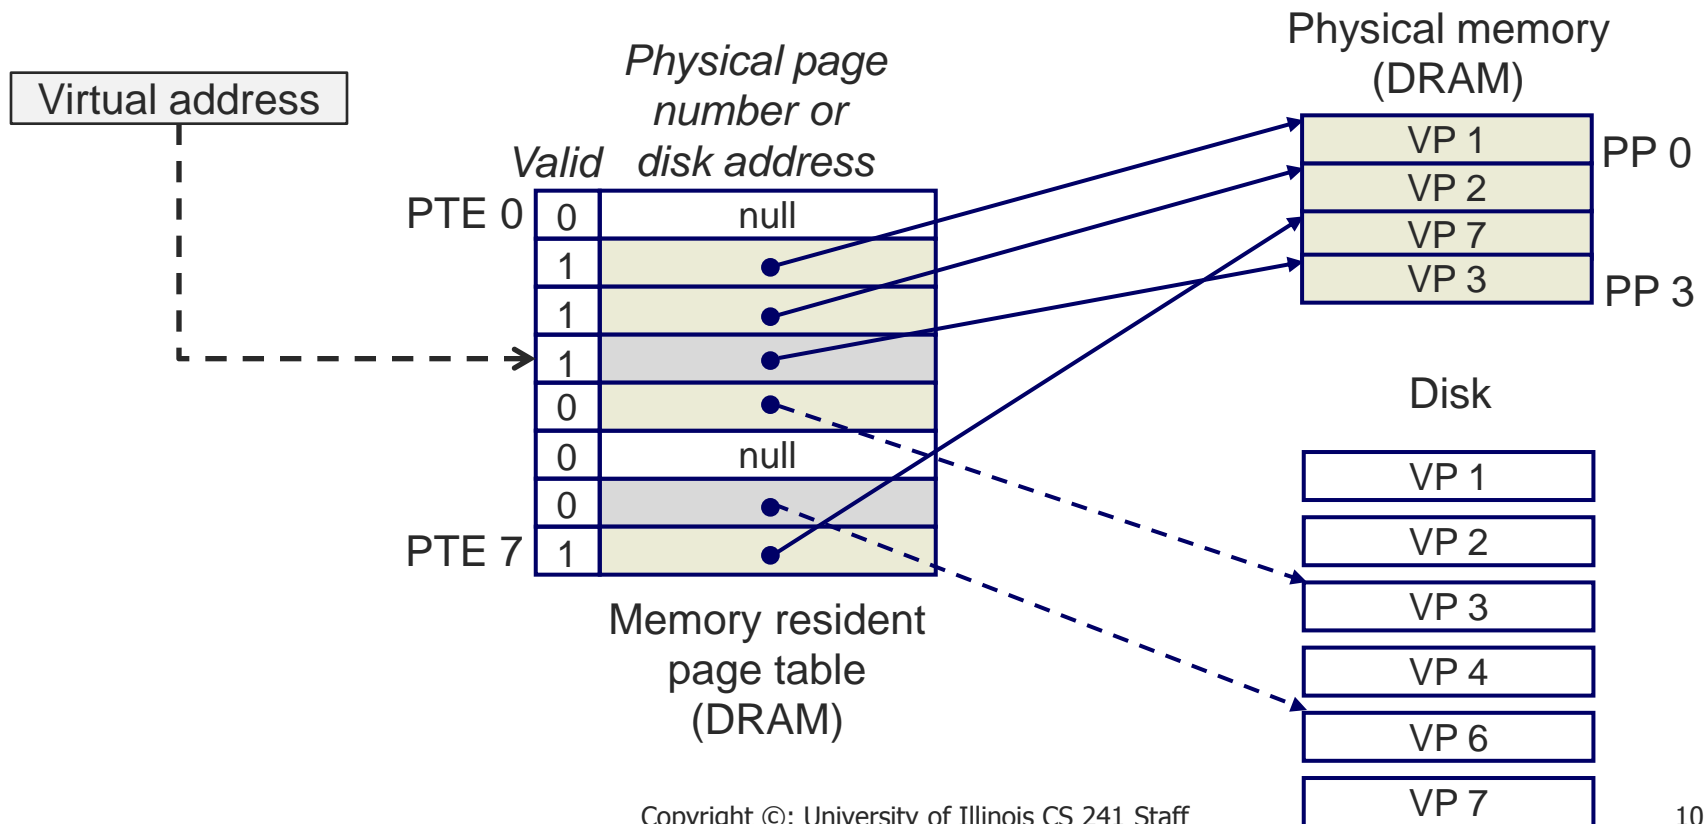 Virtual address
Physical page
number or
disk address
Valid
PTE 0
0
null
1
1
1
0
0
null
0
PTE 7
1
Memory resident
page table
(DRAM)
Physical memory
(DRAM)
VP 1
PP 0
VP 2
VP 7
VP 3
PP 3
Disk
VP 1
VP 2
VP 3
VP 4
VP 6
VP 7
Copyright ©: University of Illinois CS 241 Staff
10